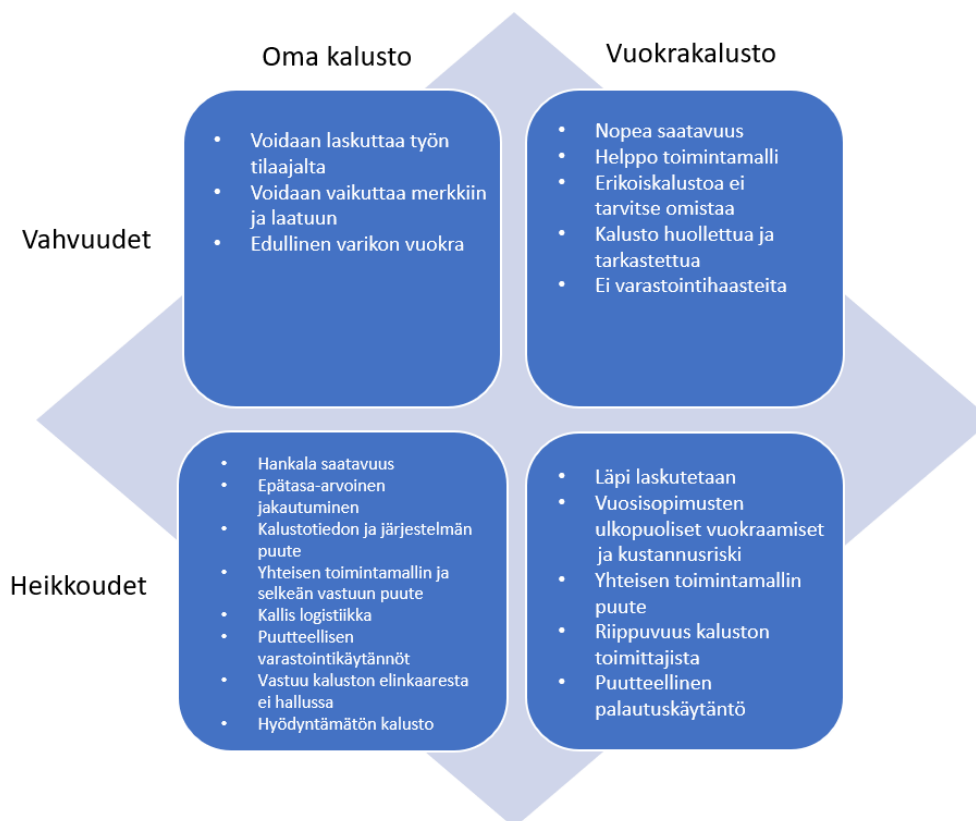 Oma kalusto
Vuokrakalusto
Vahvuudet
• Voidaan laskuttaa työn
tilaajalta
• Voidaan vaikuttaa merkkiin
ja laatuun
• Edullinen varikon vuokra
• Nopea saatavuus
• Helppo toimintamalli
• Erikoiskalustoa ei
tarvitse omistaa
• Kalusto huollettua ja
tarkastettua
• Ei varastointihaasteita
Heikkoudet
• Hankala saatavuus
• Epätasa-arvoinen
jakautuminen
• Kalustotiedon ja järjestelmän
puute
• Yhteisen toimintamallin ja
selkeän vastuun puute
• Kallis logistiikka
• Puutteellisen
varastointikäytännöt
• Vastuu kaluston elinkaaresta
ei hallussa
• Hyödyntämätön kalusto
• Läpi laskutetaan
• Vuosisopimusten
ulkopuoliset vuokraamiset
ja kustannusriski
• Yhteisen toimintamallin
puute
• Riippuvuus kaluston
toimittajista
• Puutteellinen
palautuskäytäntö